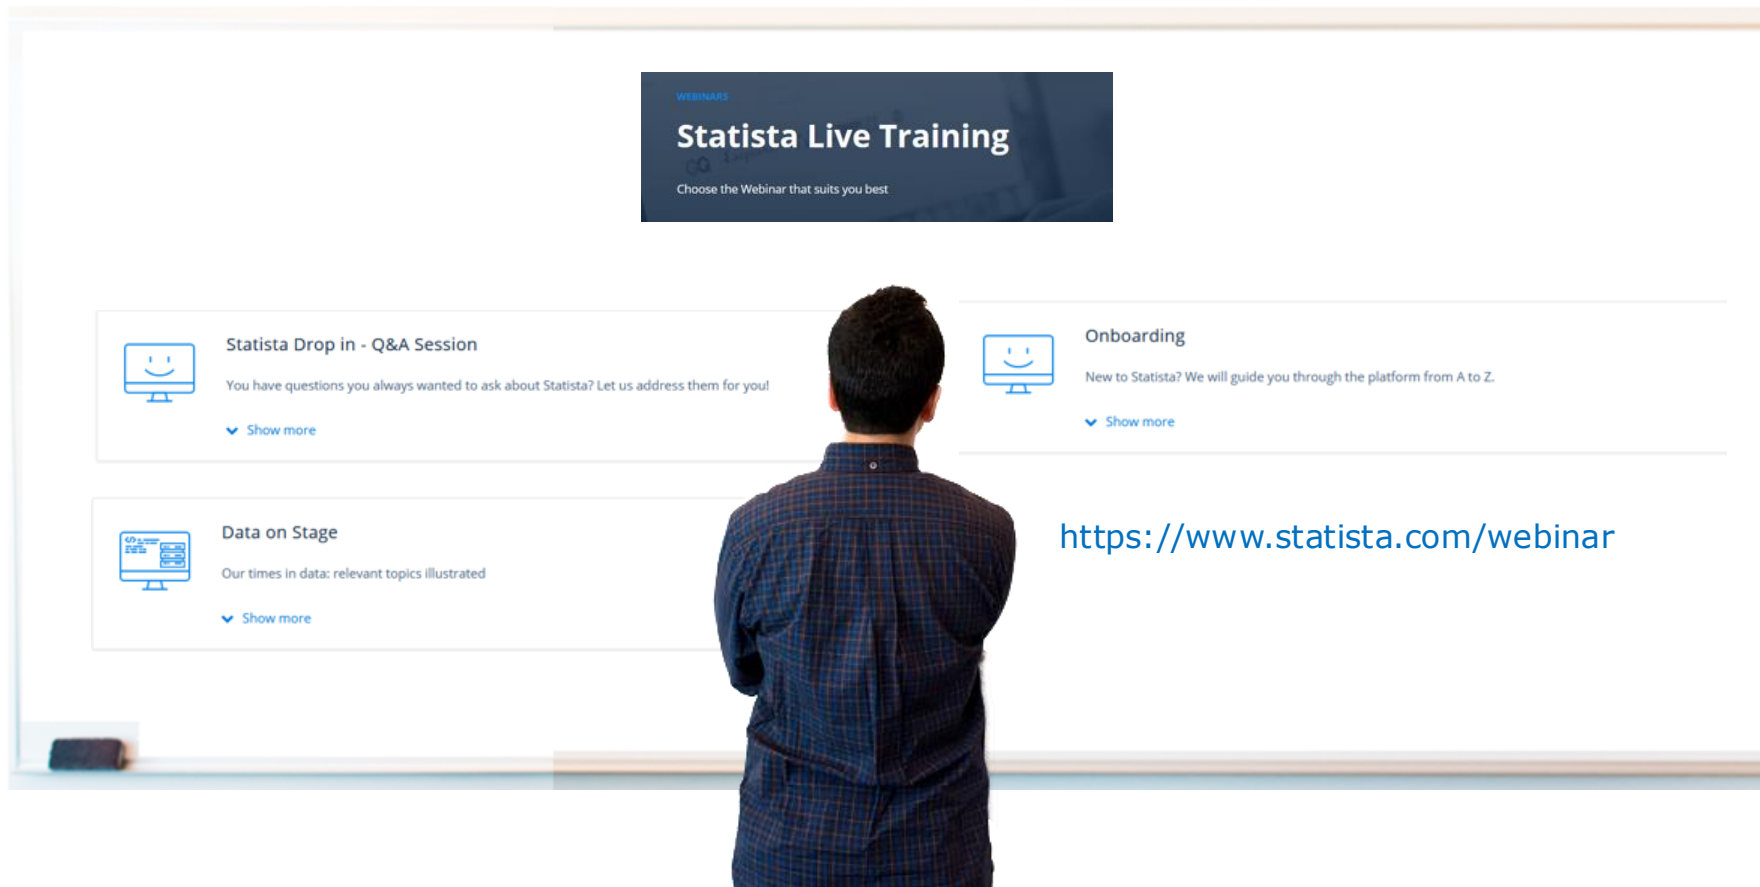 WEBINARS
Statista Live Training
Choose the Webinar that suits you best
Statista Drop in - Q&A Session
You have questions you always wanted to ask about Statista? Let us address them for you!
Show more
Onboarding
New to Statista? We will guide you through the platform from A to Z.
Show more
Data on Stage
Our times in data: relevant topics illustrated
Show more
https://www.statista.com/webinar